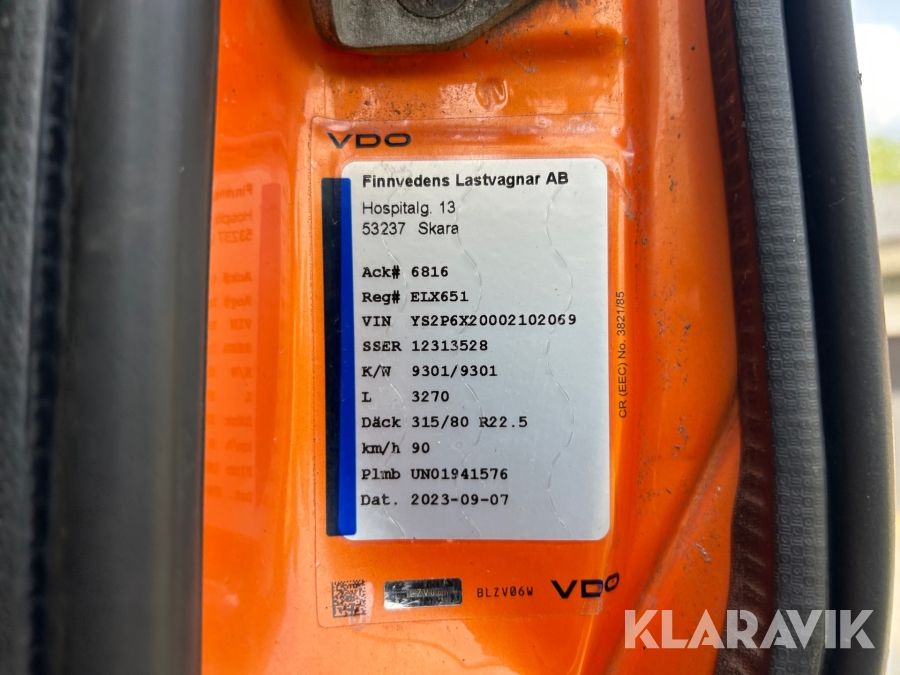 VDO
Finnvedens Lastvagnar AB
Hospitalg. 13
53237 Skara
Ack# 6816
Reg# ELX651
VIN YS2P6X20002102069
SSER 12313528
K/W 9301/9301
L 3270
Däck 315/80 R22.5
km/h 90
Plmb UN01941576
Dat. 2023-09-07
CR (EEC) No. 3821/85
BLZV06W
VDO
KLARAVIK